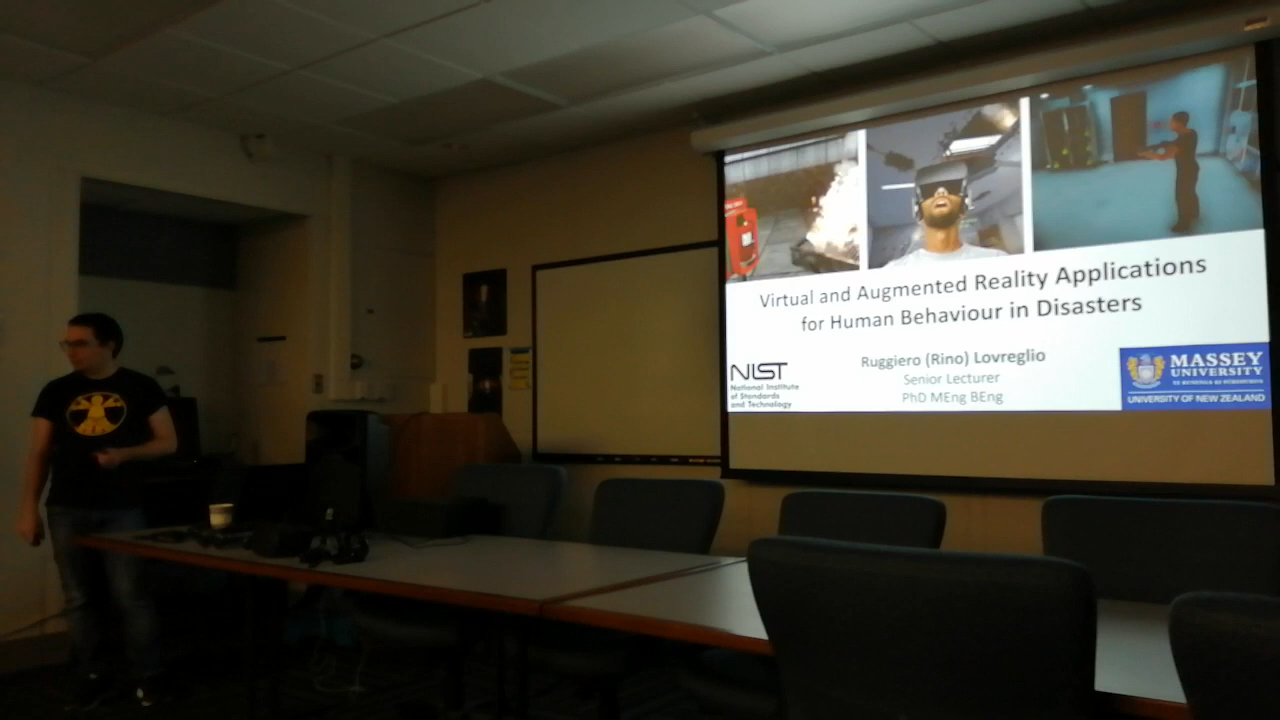 Virtual and Augmented Reality Applications
for Human Behaviour in Disasters
Ruggiero (Rino) Lovreglio
Senior Lecturer
PhD MEng BEng
NIST
National Institute
of Standards
and Technology
MASSEY
UNIVERSITY
UNIVERSITY OF NEW ZEALAND